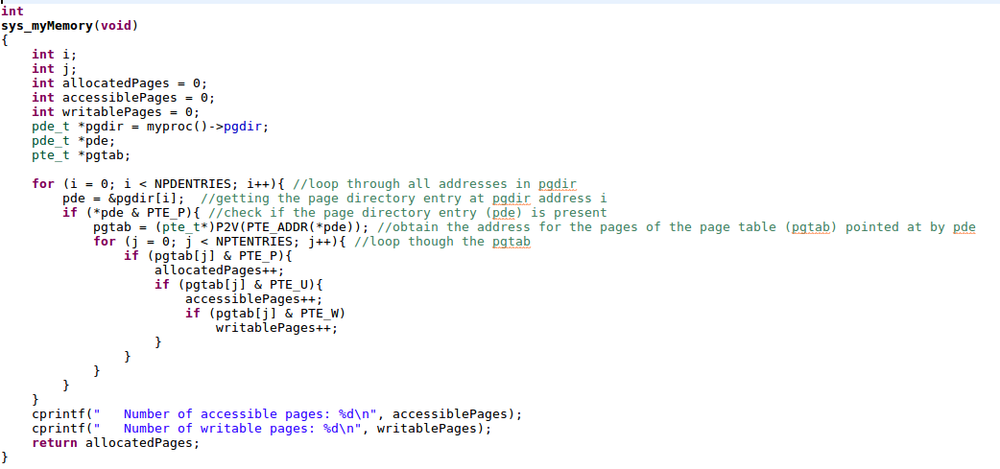 int
sys_myMemory(void)
{
    int i;
    int j;
    int allocatedPages = 0;
    int accessiblePages = 0;
    int writablePages = 0;
    pde_t *pgdir = myproc()->pgdir;
    pde_t *pde;
    pte_t *pgtab;

    for (i = 0; i < NPDENTRIES; i++){ //loop through all addresses in pgdir
        pde = &pgdir[i];  //getting the page directory entry at pgdir address i
        if (*pde & PTE_P){ //check if the page directory entry (pde) is present
            pgtab = (pte_t*)P2V(PTE_ADDR(*pde)); //obtain the address for the pages of the page table (pgtab) pointed at by pde
            for (j = 0; j < NPTENTRIES; j++){ //loop though the pgtab
                if (pgtab[j] & PTE_P){
                    allocatedPages++;
                    if (pgtab[j] & PTE_U){
                        accessiblePages++;
                        if (pgtab[j] & PTE_W)
                            writablePages++;
                    }
                }
            }
        }
    }
    cprintf("   Number of accessible pages: %d\n", accessiblePages);
    cprintf("   Number of writable pages: %d\n", writablePages);
    return allocatedPages;
}